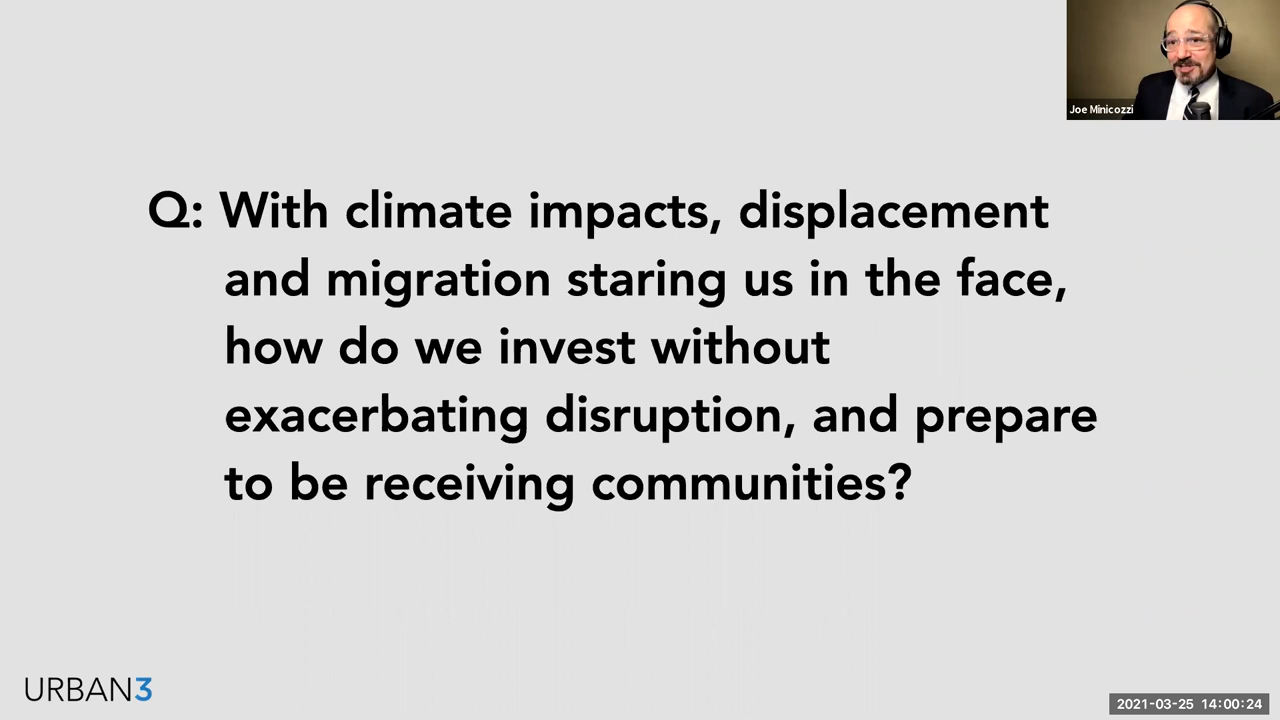 Joe Minicozzi
Q: With climate impacts, displacement
and migration staring us in the face,
how do we invest without
exacerbating disruption, and prepare
to be receiving communities?
URBAN3
2021-03-25 14:00:24